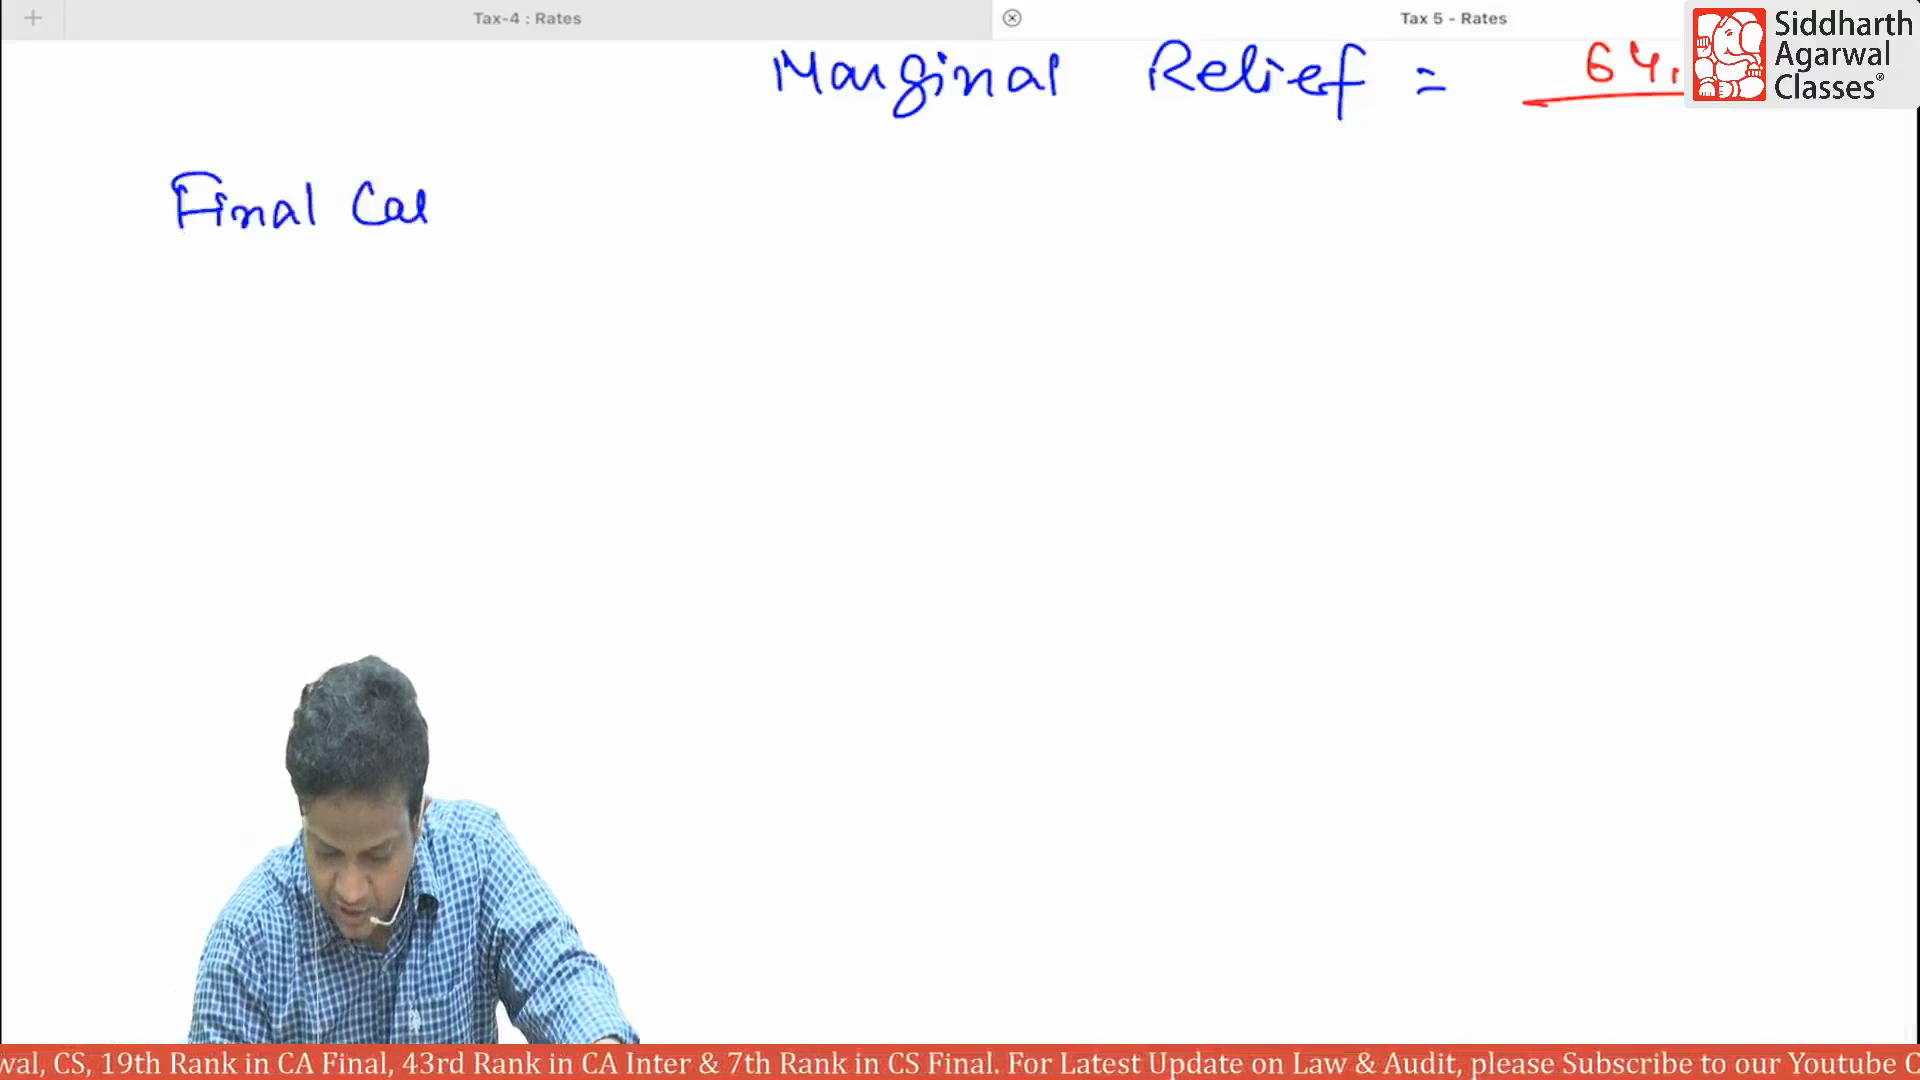 Tax-4 : Rates
Tax 5 - Rates
Siddharth
Agarwal
Classes®
Marginal Relief = 64,
Final Cal
wal, CS, 19th Rank in CA Final, 43rd Rank in CA Inter & 7th Rank in CS Final. For Latest Update on Law & Audit, please Subscribe to our Youtube C